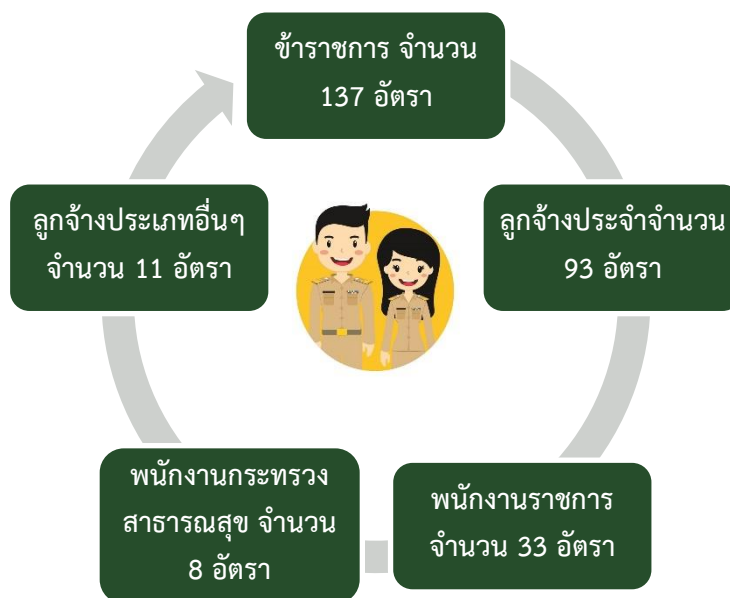 ข้าราชการ จำนวน
137 อัตรา
ลูกจ้างประจำจำนวน
93 อัตรา
พนักงานราชการ
จำนวน 33 อัตรา
พนักงานกระทรวง
สาธารณสุข จำนวน
8 อัตรา
ลูกจ้างประเภทอื่นๆ
จำนวน 11 อัตรา